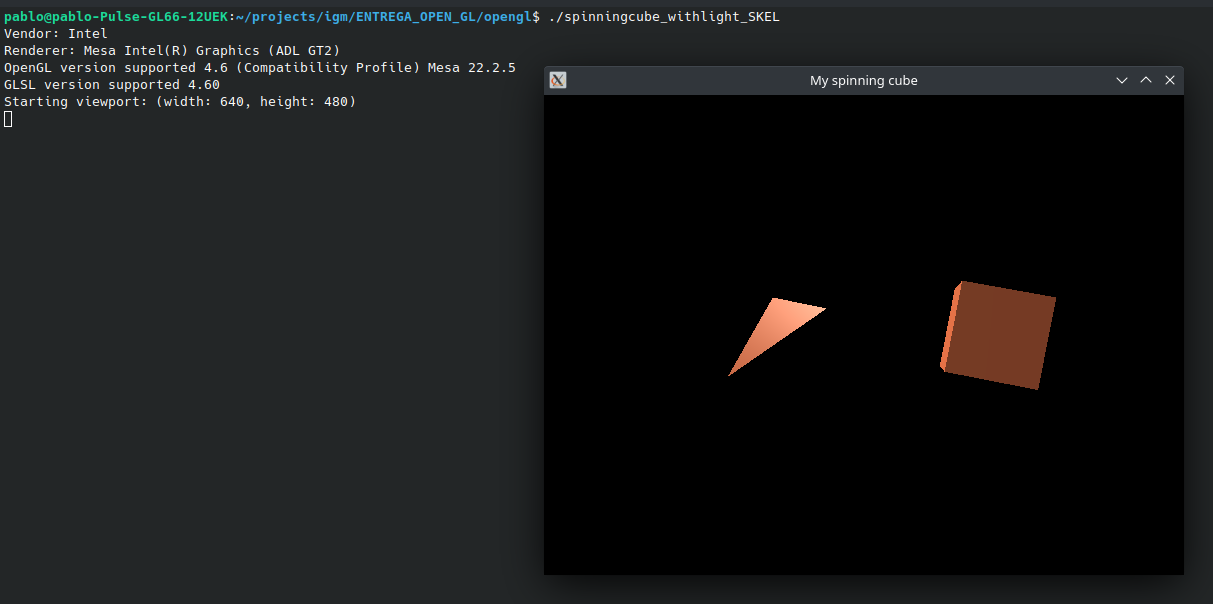 pablo@pablo-Pulse-GL66-12UEK:~/projects/igm/ENTREGA_OPEN_GL/opengl$ ./spinningcube_withlight_SKEL
Vendor: Intel
Renderer: Mesa Intel(R) Graphics (ADL GT2)
OpenGL version supported 4.6 (Compatibility Profile) Mesa 22.2.5
GLSL version supported 4.60
Starting viewport: (width: 640, height: 480)
My spinning cube